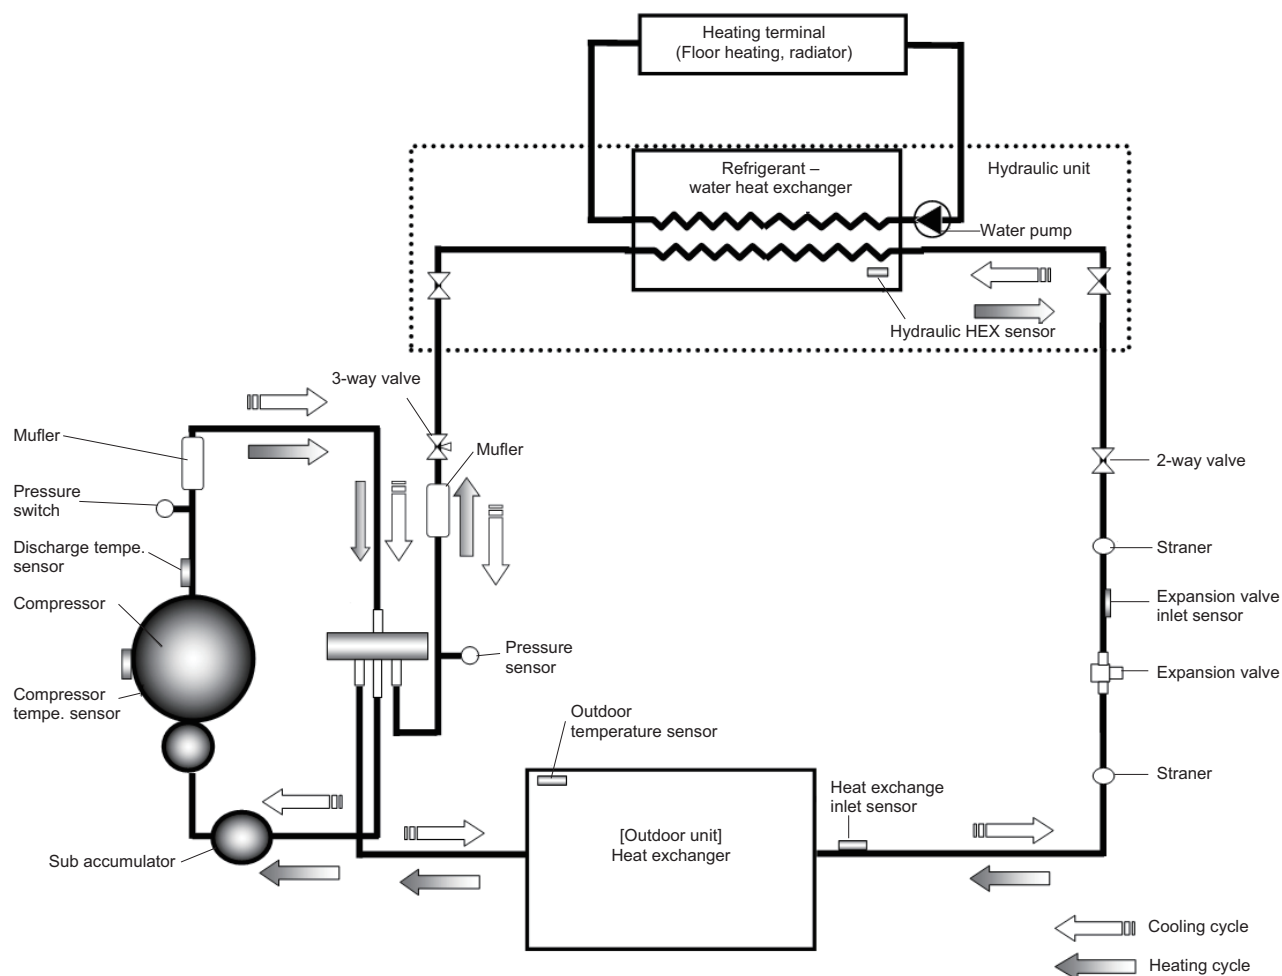 Heating terminal
(Floor heating, radiator)
Refrigerant –
water heat exchanger
Hydraulic unit
Water pump
Hydraulic HEX sensor
3-way valve
Mufler
Mufler
2-way valve
Pressure
switch
Discharge tempe.
sensor
Straner
Compressor
Expansion valve
inlet sensor
Pressure
sensor
Expansion valve
Compressor
tempe. sensor
Outdoor
temperature sensor
Straner
Heat exchange
inlet sensor
[Outdoor unit]
Heat exchanger
Sub accumulator
Cooling cycle
Heating cycle